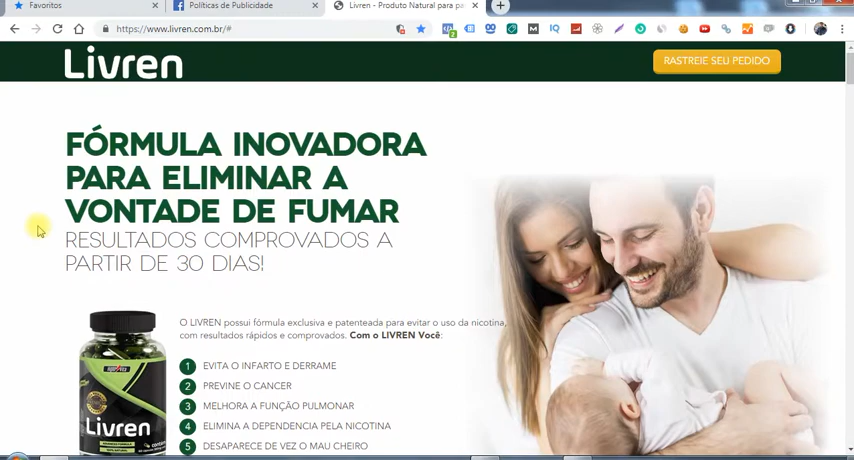 Favoritos
Políticas de Publicidade
Livren - Produto Natural para pa
https://www.livren.com.br/#
Livren
RASTREIE SEU PEDIDO
FÓRMULA INOVADORA
PARA ELIMINAR A
VONTADE DE FUMAR
RESULTADOS COMPROVADOS A
PARTIR DE 30 DIAS!
O LIVREN possui fórmula exclusiva e patenteada para evitar o uso da nicotina,
com resultados rápidos e comprovados. Com o LIVREN Você:
1 EVITA O INFARTO E DERRAME
2 PREVINE O CANCER
3 MELHORA A FUNÇÃO PULMONAR
4 ELIMINA A DEPENDENCIA PELA NICOTINA
5 DESAPARECE DE VEZ O MAU CHEIRO
Livren